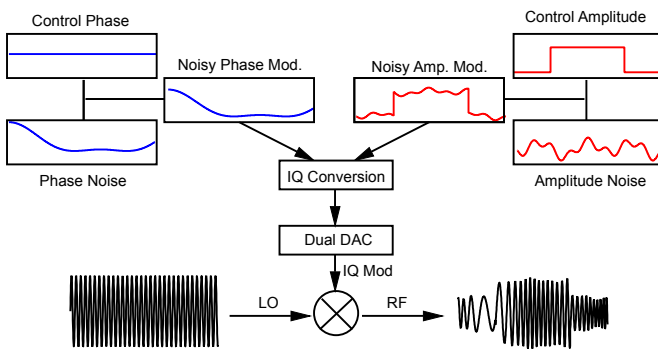 Control Phase
Control Amplitude
Noisy Phase Mod.
Noisy Amp. Mod.
Phase Noise
IQ Conversion
Amplitude Noise
Dual DAC
IQ Mod
LO
RF